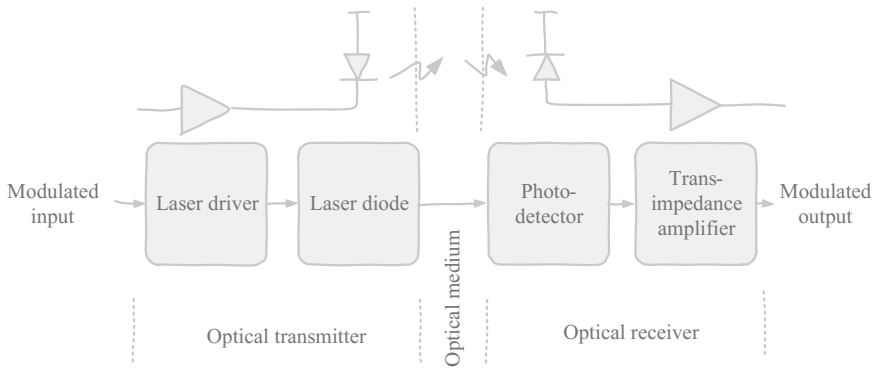 Modulated
input
Laser driver
Laser diode
Photo-
detector
Trans-
impedance
amplifier
Modulated
output
Optical transmitter
Optical medium
Optical receiver